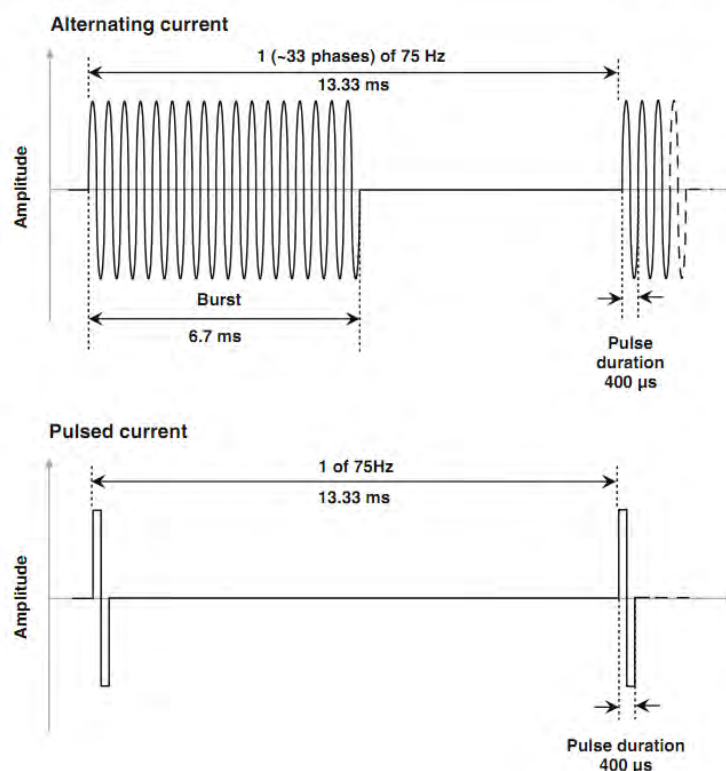 Alternating current
1 (~33 phases) of 75 Hz
13.33 ms
Amplitude
Burst
6.7 ms
Pulse
duration
400 µs
Pulsed current
1 of 75Hz
13.33 ms
Amplitude
Pulse duration
400 µs